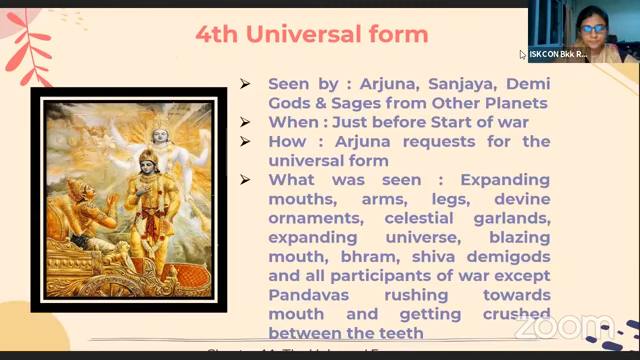 4th Universal form
ISKCON Bkk R...
➢ Seen by : Arjuna, Sanjaya, Demi
Gods & Sages from Other Planets
➢ When : Just before Start of war
➢ How : Arjuna requests for the
universal form
➢ What was seen : Expanding
mouths, arms, legs, devine
ornaments, celestial garlands,
expanding universe, blazing
mouth, bhram, shiva demigods
and all participants of war except
Pandavas rushing towards
mouth and getting crushed
between the teeth
zoom